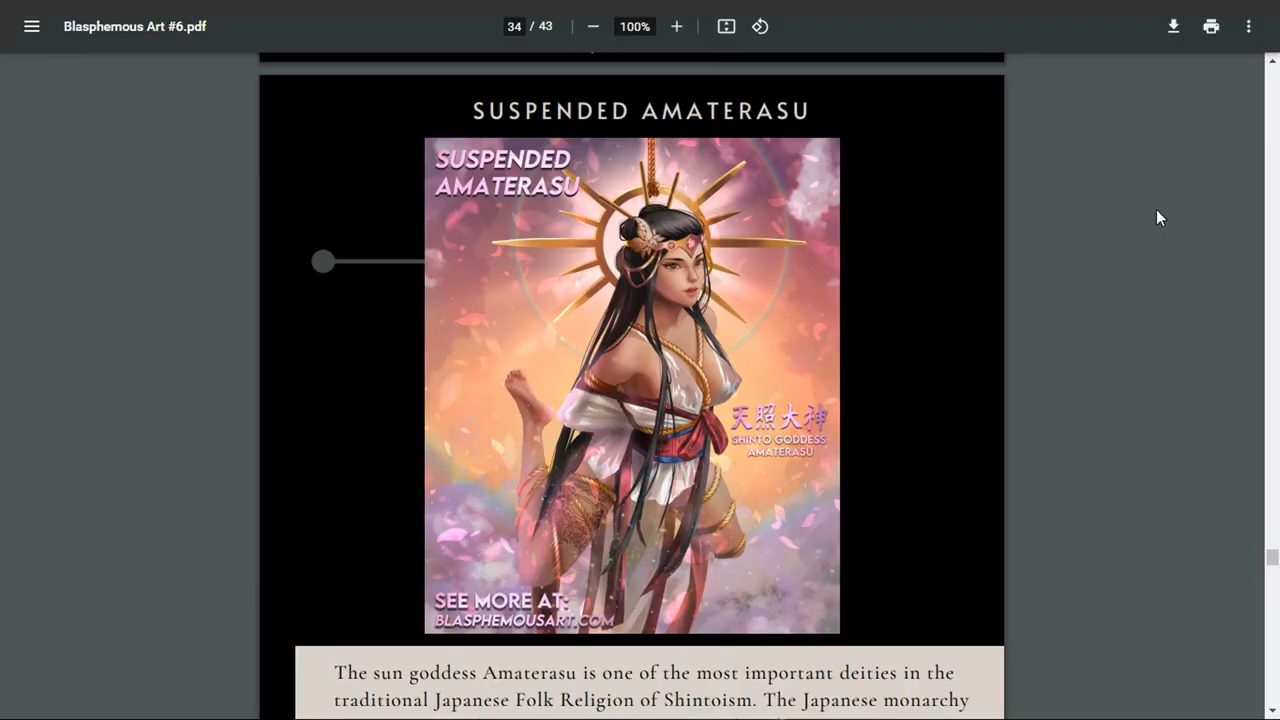 Blasphemous Art #6.pdf
34 / 43
100%
SUSPENDED AMATERASU
SUSPENDED
AMATERASU
天照大神
SHINTO GODDESS
AMATERASU
SEE MORE AT:
BLASPHEMOUSART.COM
The sun goddess Amaterasu is one of the most important deities in the
traditional Japanese Folk Religion of Shintoism. The Japanese monarchy